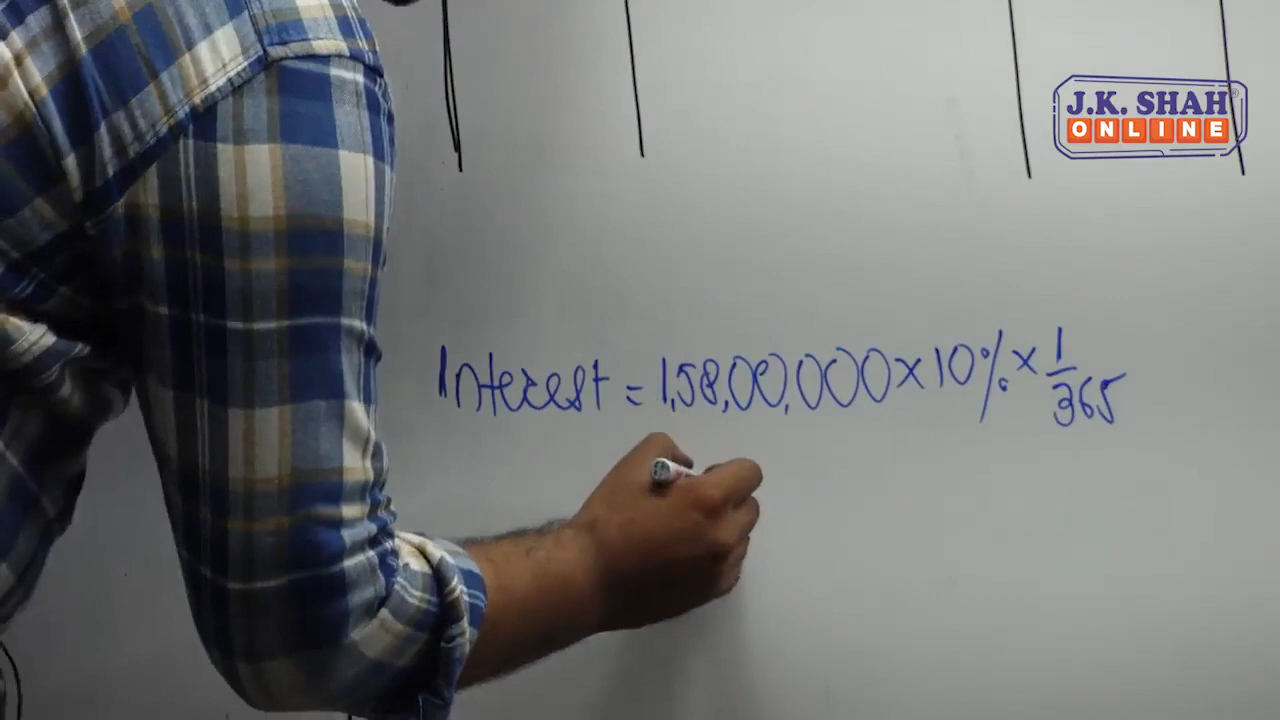 J.K. SHAH®
ONLINE
Interest = 1,58,00,000 × 10% × 1/365